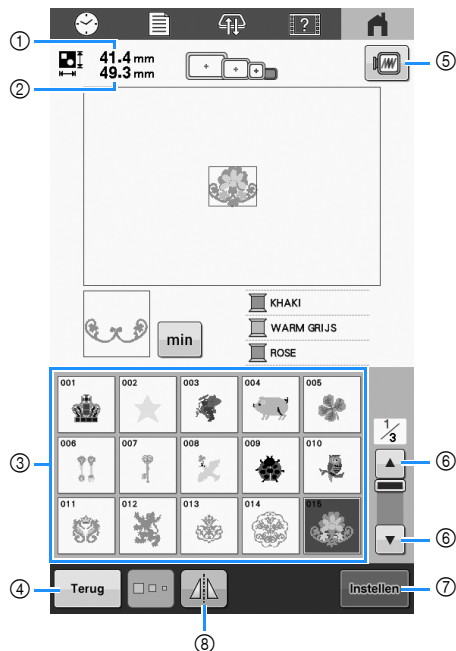 ?
① 41.4 mm
② 49.3 mm
⑤
KHAKI
WARM GRIJS
ROSE
min
001 002 003 004 005
1/3
006 007 008 009 010
③
⑥
011 012 013 014 015
⑥
④ Terug
Instellen ⑦
⑧